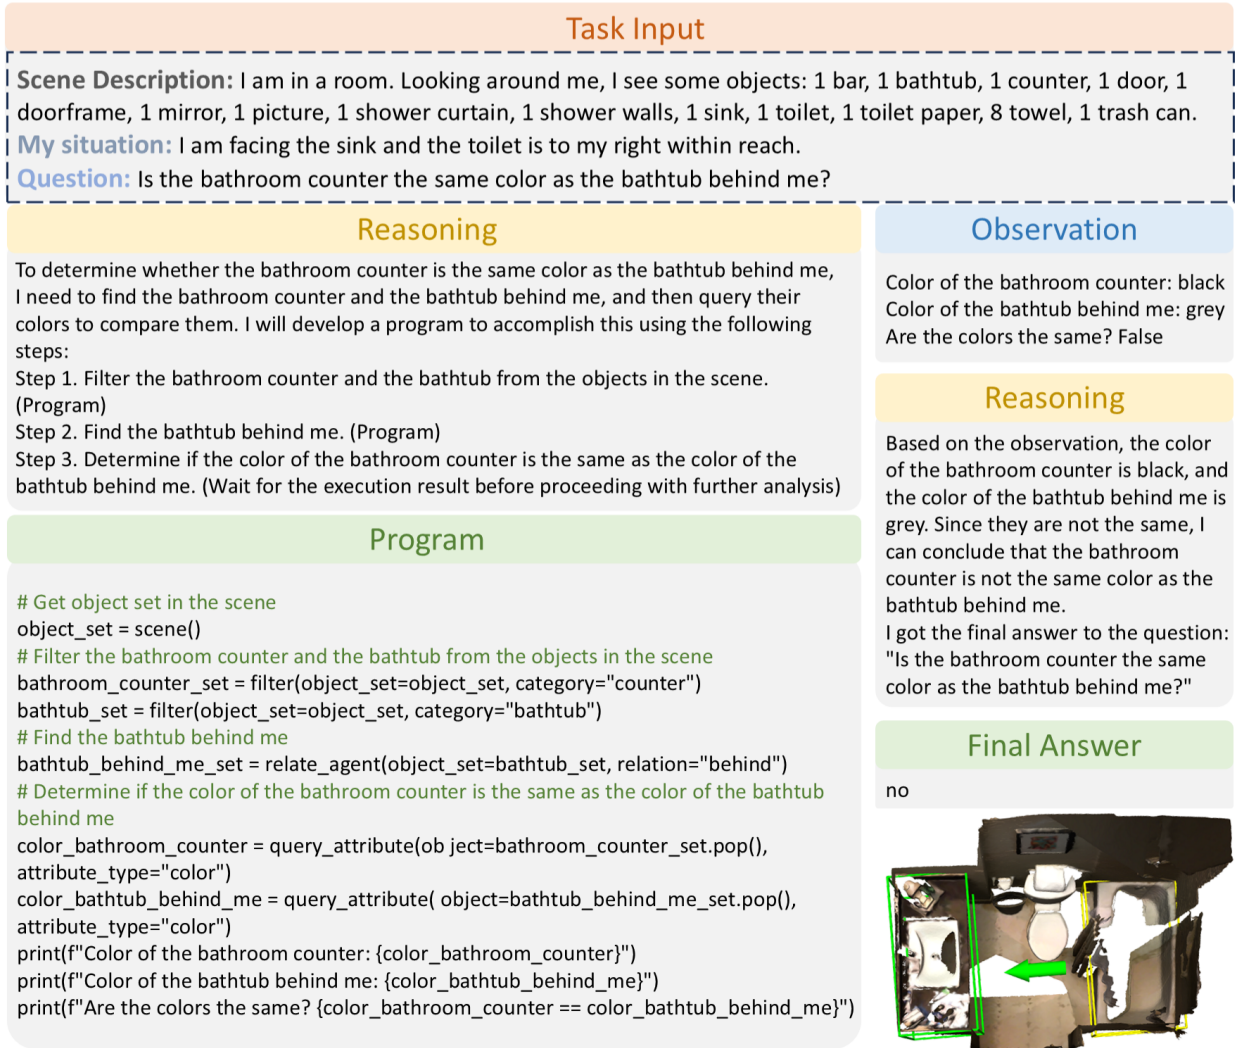 Task Input
Scene Description: I am in a room. Looking around me, I see some objects: 1 bar, 1 bathtub, 1 counter, 1 door, 1
doorframe, 1 mirror, 1 picture, 1 shower curtain, 1 shower walls, 1 sink, 1 toilet, 1 toilet paper, 8 towel, 1 trash can.
My situation: I am facing the sink and the toilet is to my right within reach.
Question: Is the bathroom counter the same color as the bathtub behind me?
Reasoning
To determine whether the bathroom counter is the same color as the bathtub behind me,
I need to find the bathroom counter and the bathtub behind me, and then query their
colors to compare them. I will develop a program to accomplish this using the following
steps:
Step 1. Filter the bathroom counter and the bathtub from the objects in the scene.
(Program)
Step 2. Find the bathtub behind me. (Program)
Step 3. Determine if the color of the bathroom counter is the same as the color of the
bathtub behind me. (Wait for the execution result before proceeding with further analysis)
Program
# Get object set in the scene
object_set = scene()
# Filter the bathroom counter and the bathtub from the objects in the scene
bathroom_counter_set = filter(object_set=object_set, category="counter")
bathtub_set = filter(object_set=object_set, category="bathtub")
# Find the bathtub behind me
bathtub_behind_me_set = relate_agent(object_set=bathtub_set, relation="behind")
# Determine if the color of the bathroom counter is the same as the color of the bathtub
behind me
color_bathroom_counter = query_attribute(ob ject=bathroom_counter_set.pop(),
attribute_type="color")
color_bathtub_behind_me = query_attribute( object=bathtub_behind_me_set.pop(),
attribute_type="color")
print(f"Color of the bathroom counter: {color_bathroom_counter}")
print(f"Color of the bathtub behind me: {color_bathtub_behind_me}")
print(f"Are the colors the same? {color_bathroom_counter == color_bathtub_behind_me}")
Observation
Color of the bathroom counter: black
Color of the bathtub behind me: grey
Are the colors the same? False
Reasoning
Based on the observation, the color
of the bathroom counter is black, and
the color of the bathtub behind me is
grey. Since they are not the same, I
can conclude that the bathroom
counter is not the same color as the
bathtub behind me.
I got the final answer to the question:
"Is the bathroom counter the same
color as the bathtub behind me?"
Final Answer
no